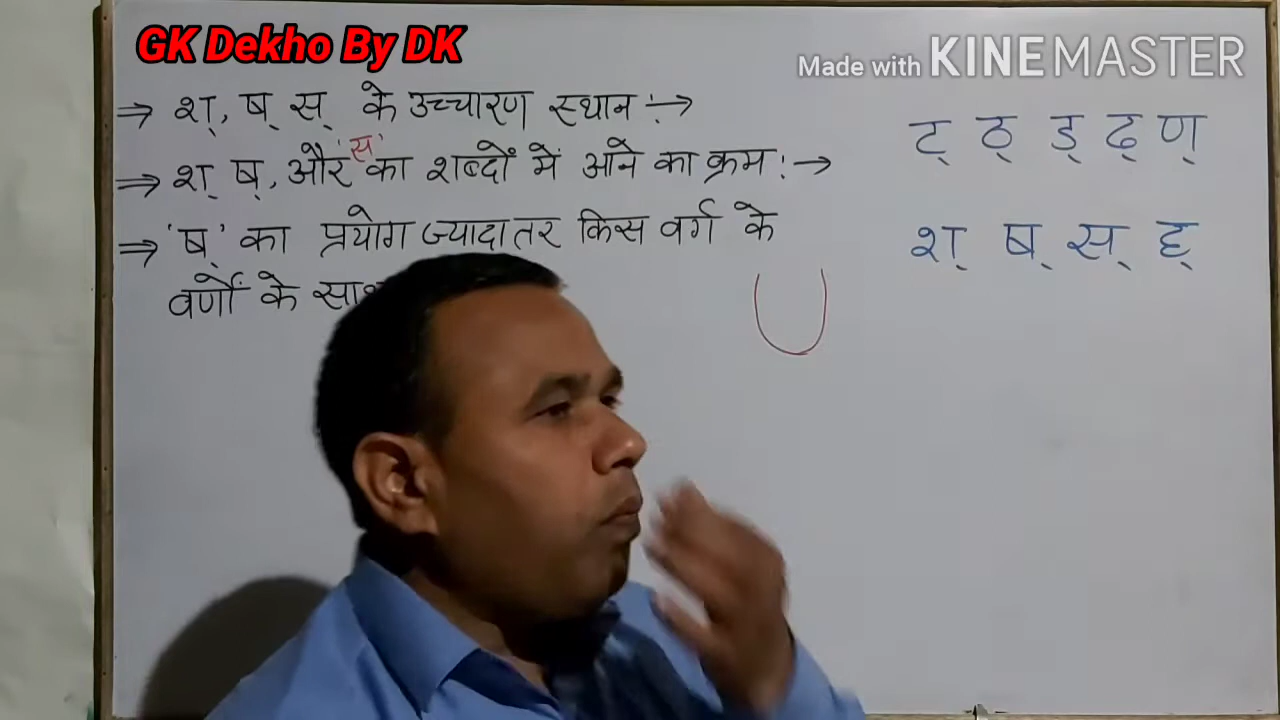 GK Dekho By DK
Made with KINEMASTER
⇒ श्, ष् स् के उच्चारण स्थान :→
⇒ श् ष्, और 'स' का शब्दों में आने का क्रम :→
⇒ 'ष्' का प्रयोग ज्यादातर किस वर्ग के
वर्णों के
ट् ठ् ड् ढ् ण्
श् ष् स् ह्